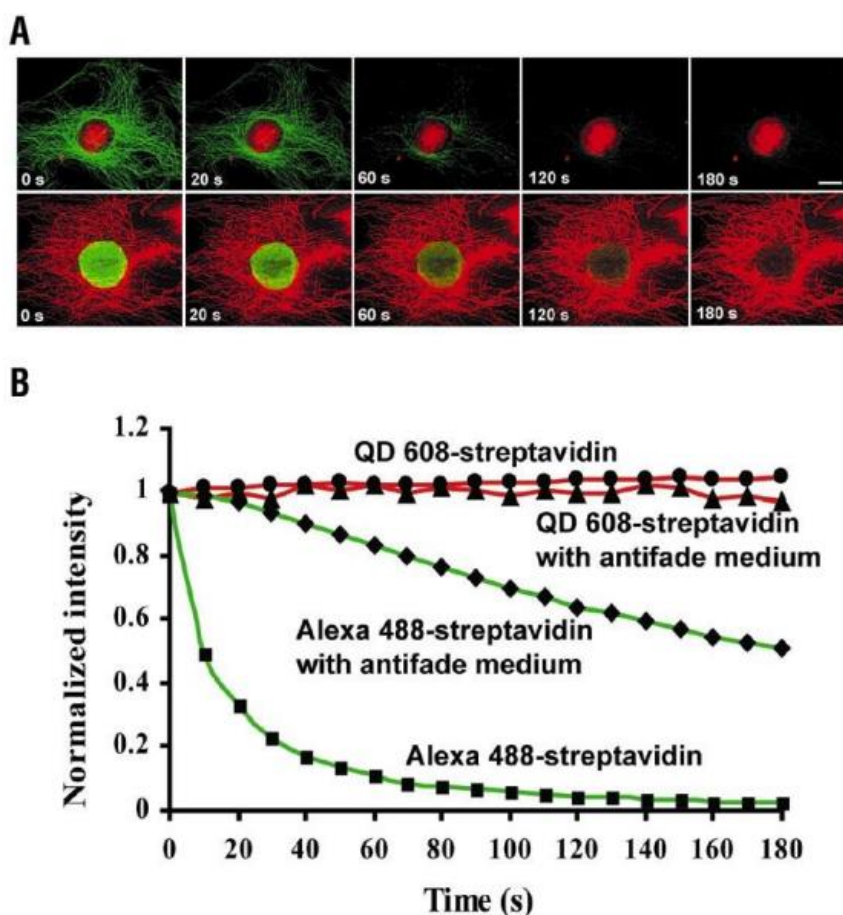 A
0 s
20 s
60 s
120 s
180 s
0 s
20 s
60 s
120 s
180 s
B
1.2
1
0.8
0.6
0.4
0.2
0
Normalized intensity
QD 608-streptavidin
QD 608-streptavidin
with antifade medium
Alexa 488-streptavidin
with antifade medium
Alexa 488-streptavidin
0 20 40 60 80 100 120 140 160 180
Time (s)